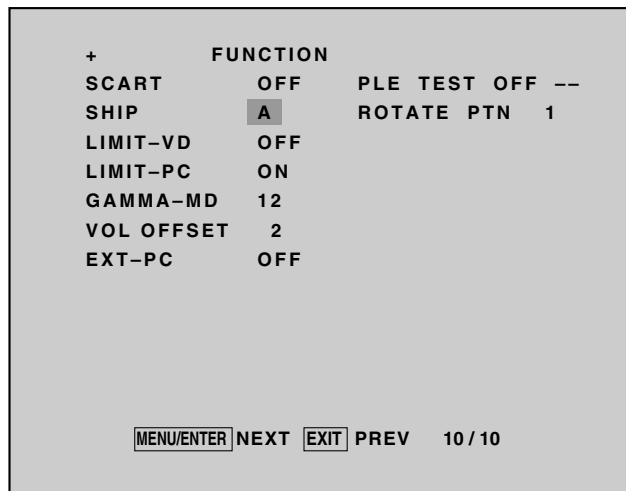 + FUNCTION
SCART OFF PLE TEST OFF --
SHIP A ROTATE PTN 1
LIMIT-VD OFF
LIMIT-PC ON
GAMMA-MD 12
VOL OFFSET 2
EXT-PC OFF
MENU/ENTER NEXT EXIT PREV 10/10